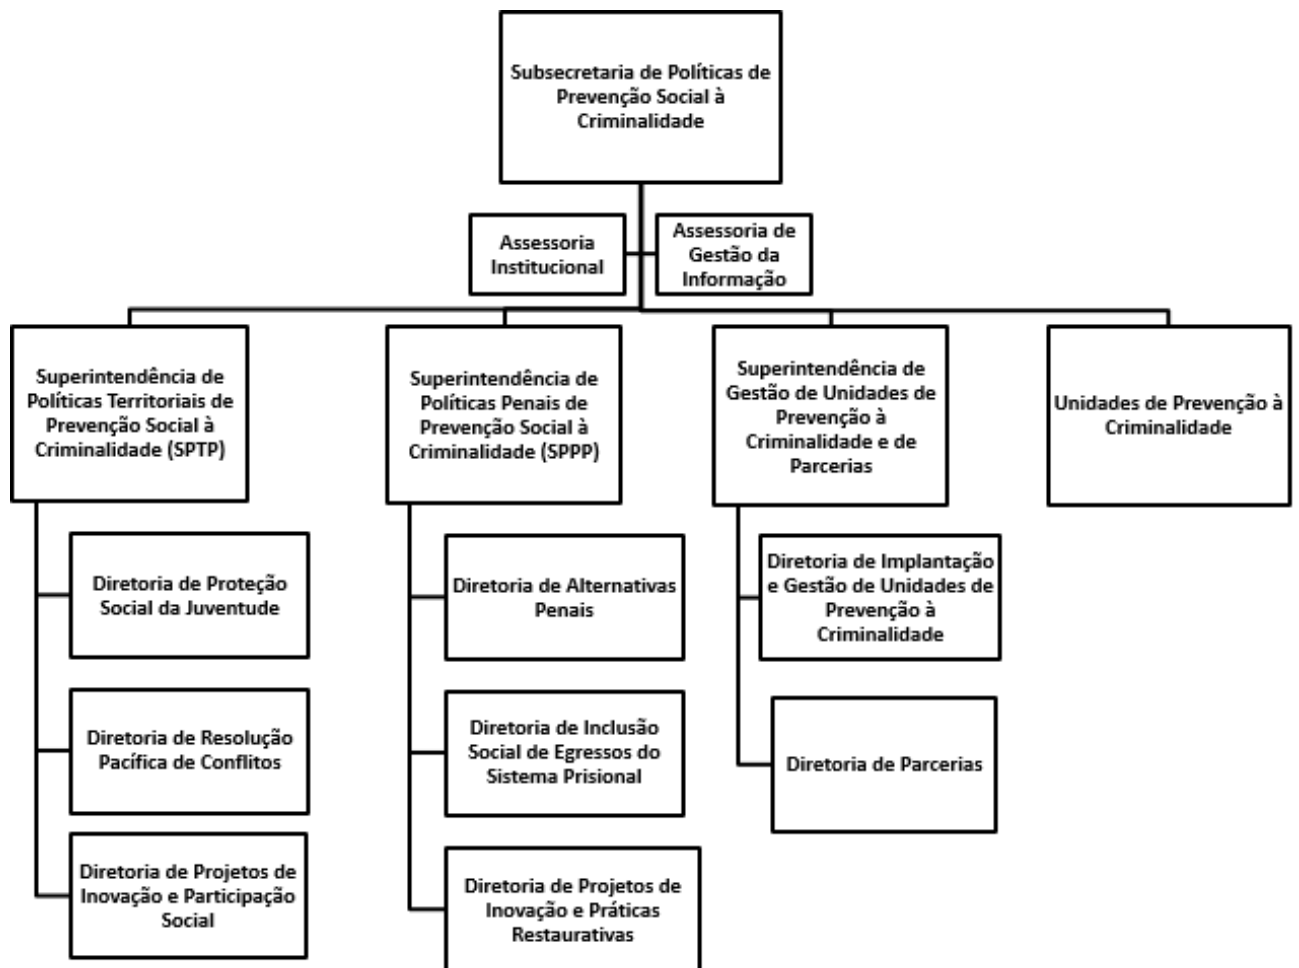 Subsecretaria de Políticas de
Prevenção Social à
Criminalidade
Assessoria
Institucional
Assessoria de
Gestão da
Informação
Superintendência de
Políticas Territoriais de
Prevenção Social à
Criminalidade (SPTP)
Superintendência de
Políticas Penais de
Prevenção Social à
Criminalidade (SPPP)
Superintendência de
Gestão de Unidades de
Prevenção à
Criminalidade e de
Parcerias
Unidades de Prevenção à
Criminalidade
Diretoria de Proteção
Social da Juventude
Diretoria de Resolução
Pacífica de Conflitos
Diretoria de Projetos de
Inovação e Participação
Social
Diretoria de Alternativas
Penais
Diretoria de Inclusão
Social de Egressos do
Sistema Prisional
Diretoria de Projetos de
Inovação e Práticas
Restaurativas
Diretoria de Implantação
e Gestão de Unidades de
Prevenção à
Criminalidade
Diretoria de Parcerias